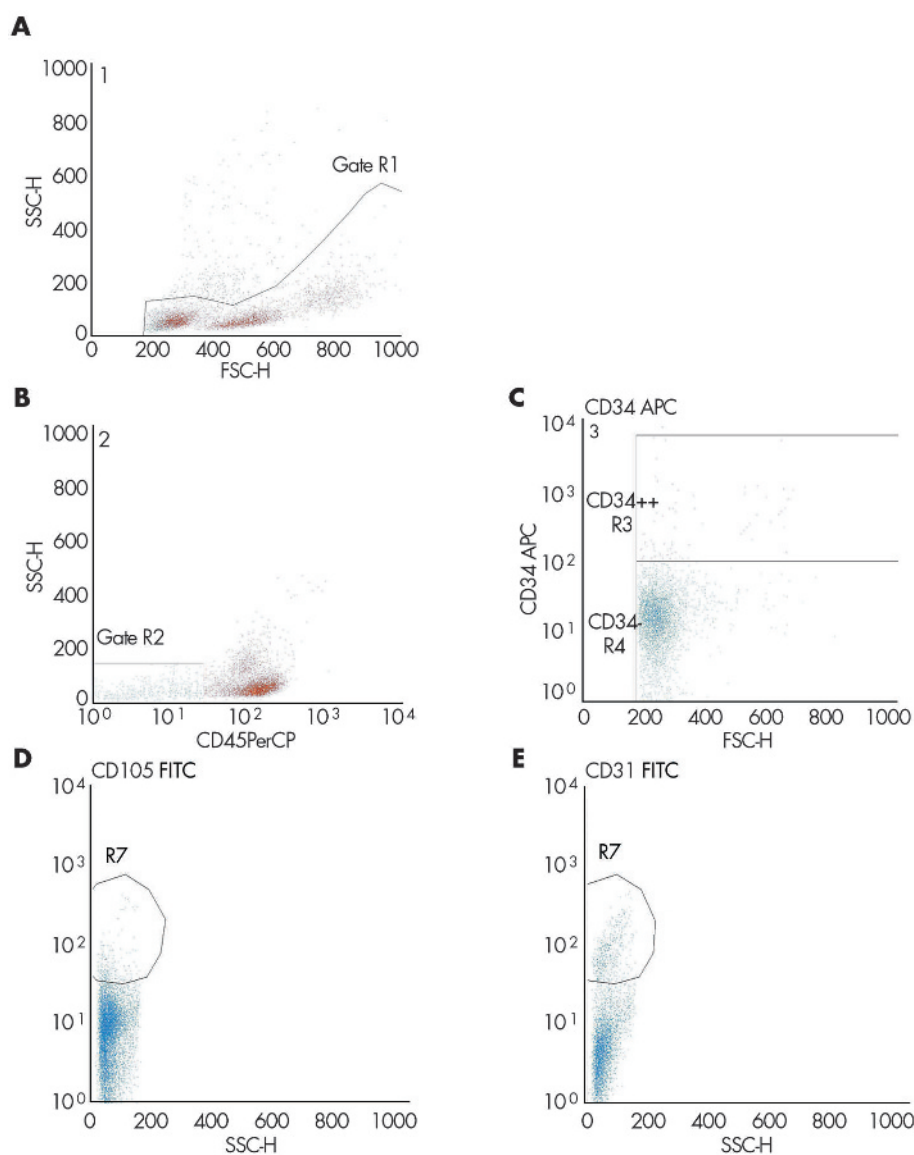 A
1000
800
600
400
200
0
SSC-H
1
Gate R1
0 200 400 600 800 1000
FSC-H
B
1000
800
600
400
200
0
SSC-H
2
Gate R2
10⁰ 10¹ 10² 10³ 10⁴
CD45PerCP
C
CD34 APC
3
10⁴
10³
10²
10¹
10⁰
CD34 APC
CD34++
R3
CD34-
R4
0 200 400 600 800 1000
FSC-H
D
CD105 FITC
10⁴
10³
10²
10¹
10⁰
R7
0 200 400 600 800 1000
SSC-H
E
CD31 FITC
10⁴
10³
10²
10¹
10⁰
R7
0 200 400 600 800 1000
SSC-H